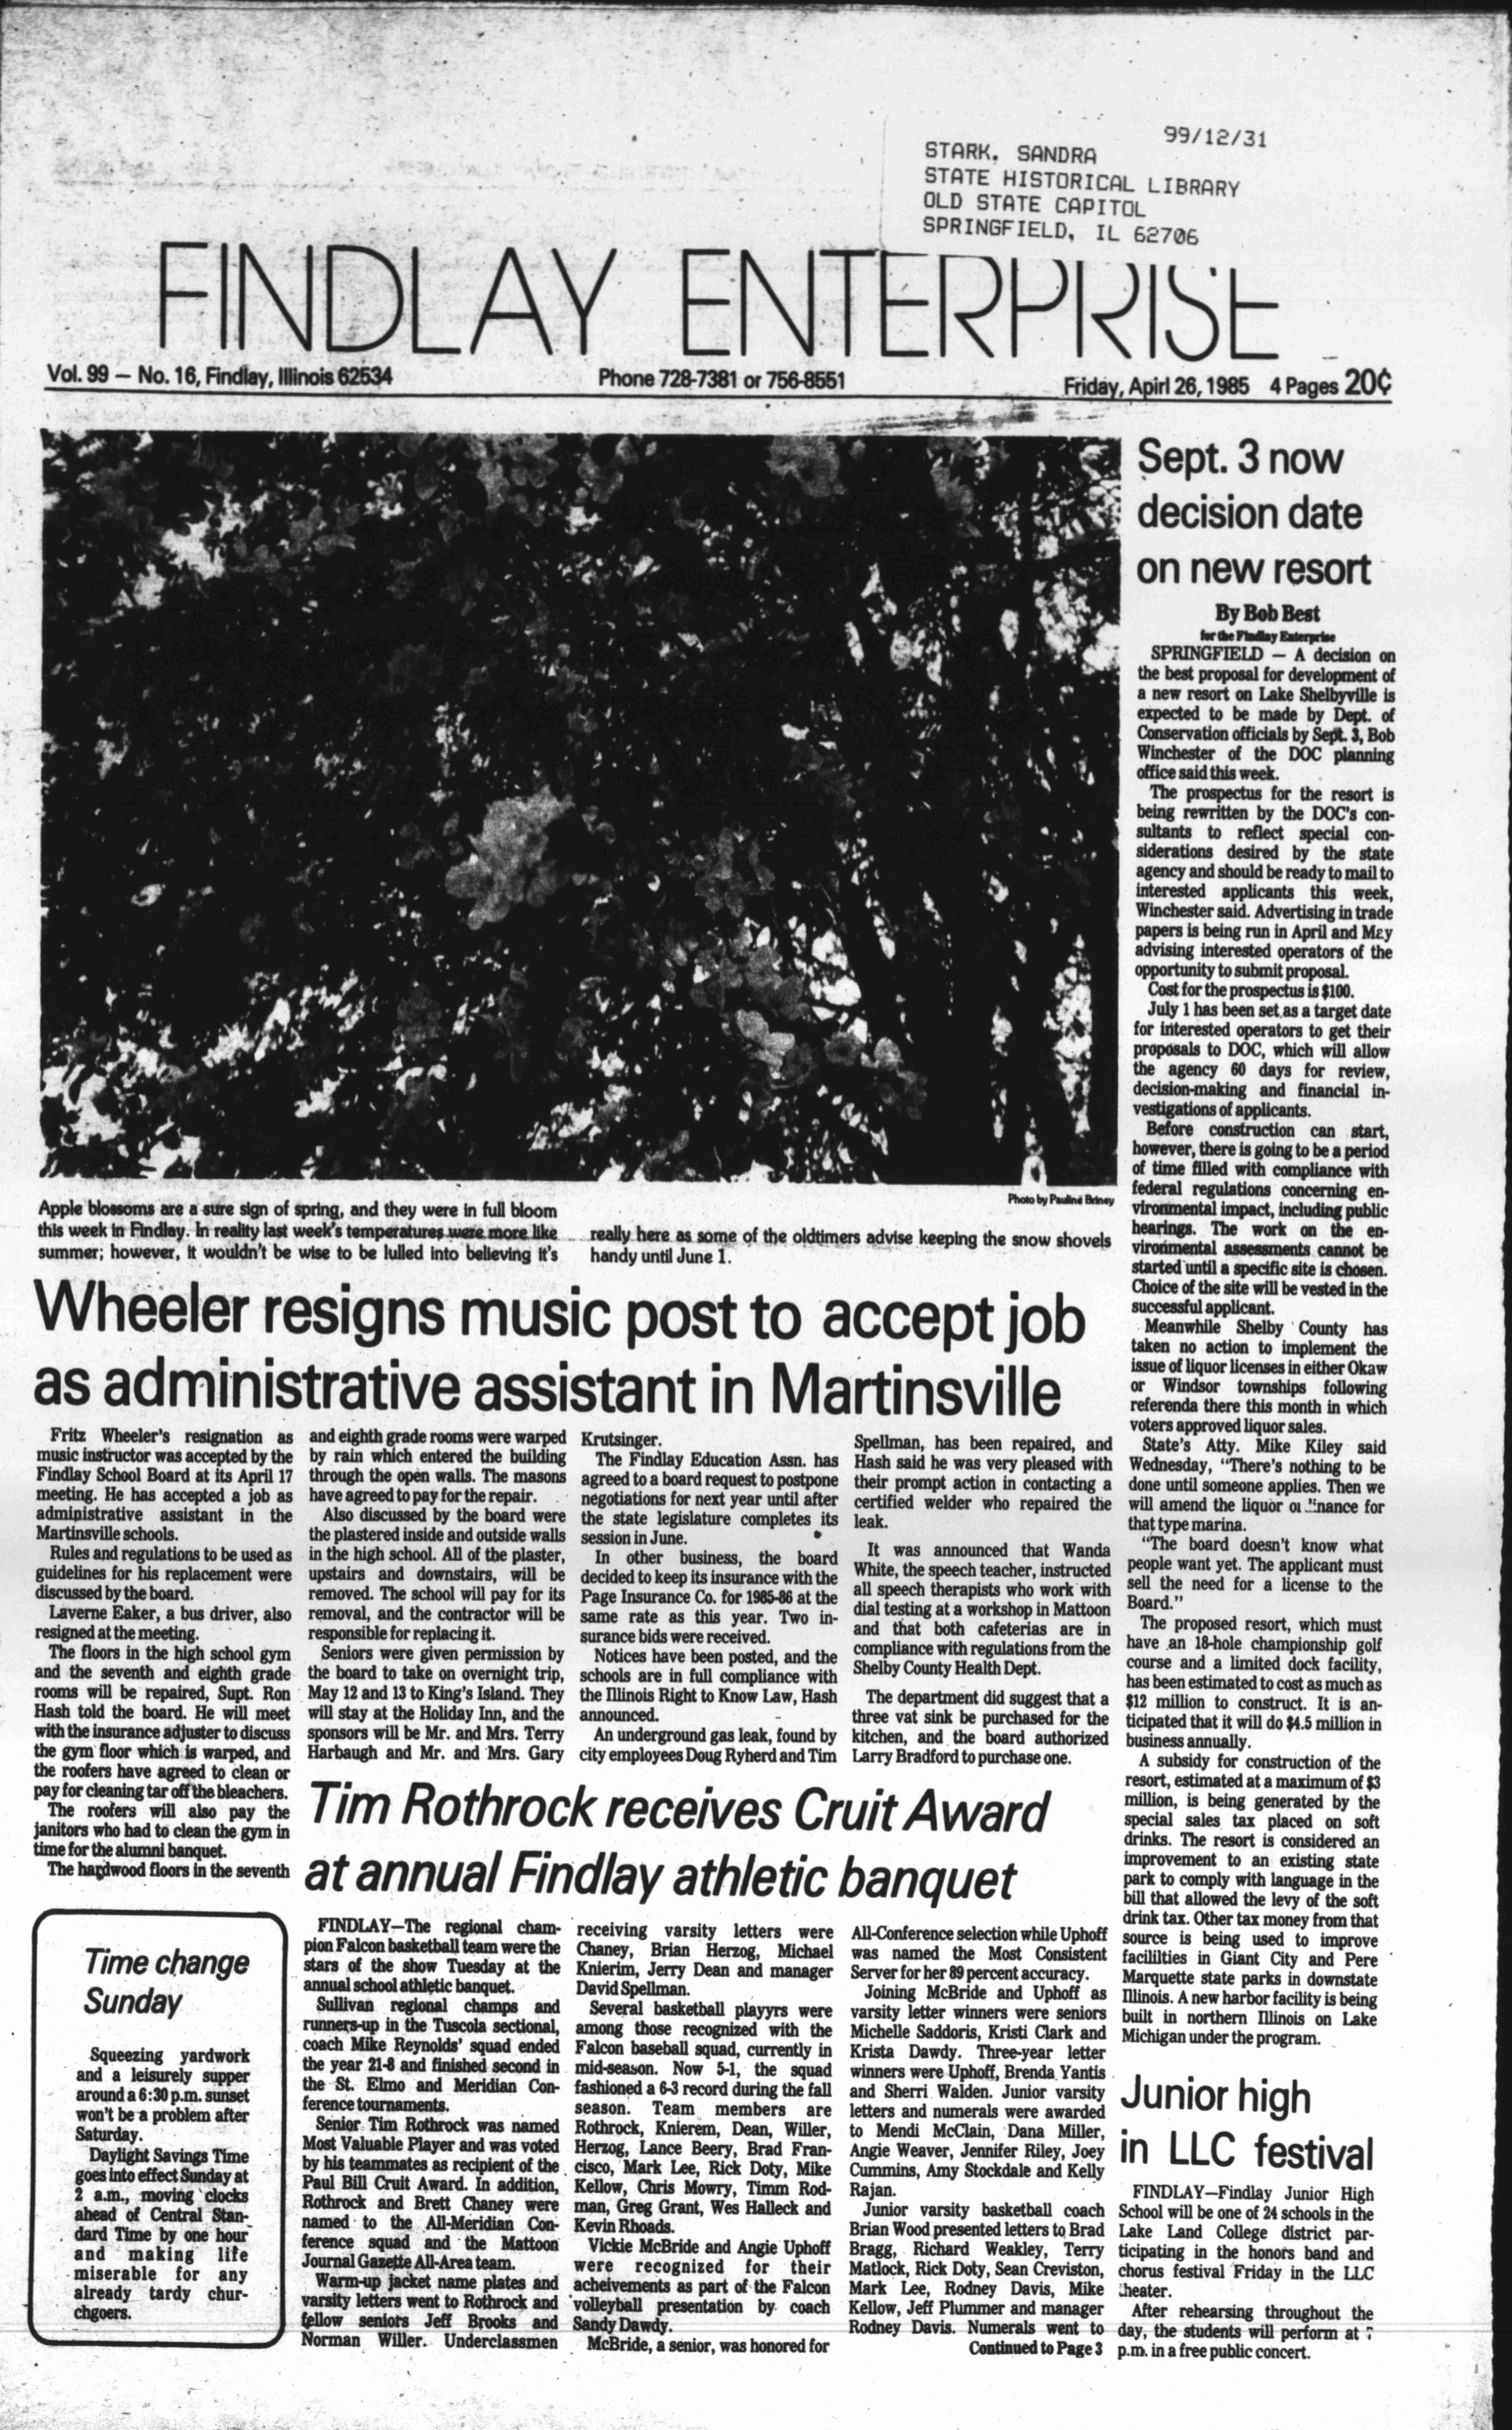 99/12/31
STARK, SANDRA
STATE HISTORICAL LIBRARY
OLD STATE CAPITOL
SPRINGFIELD, IL 62706
FINDLAY ENTERPRISE
Vol. 99 — No. 16, Findlay, Illinois 62534
Phone 728-7381 or 756-8551
Friday, Apirl 26, 1985 4 Pages 20¢
Photo by Pauline Briney
Apple blossoms are a sure sign of spring, and they were in full bloom
this week in Findlay. In reality last week's temperatures were more like
summer; however, it wouldn't be wise to be lulled into believing it's
really here as some of the oldtimers advise keeping the snow shovels
handy until June 1.
Sept. 3 now
decision date
on new resort
By Bob Best
for the Findlay Enterprise
SPRINGFIELD — A decision on
the best proposal for development of
a new resort on Lake Shelbyville is
expected to be made by Dept. of
Conservation officials by Sept. 3, Bob
Winchester of the DOC planning
office said this week.
The prospectus for the resort is
being rewritten by the DOC's con-
sultants to reflect special con-
siderations desired by the state
agency and should be ready to mail to
interested applicants this week,
Winchester said. Advertising in trade
papers is being run in April and May
advising interested operators of the
opportunity to submit proposal.
Cost for the prospectus is $100.
July 1 has been set as a target date
for interested operators to get their
proposals to DOC, which will allow
the agency 60 days for review,
decision-making and financial in-
vestigations of applicants.
Before construction can start,
however, there is going to be a period
of time filled with compliance with
federal regulations concerning en-
vironmental impact, including public
hearings. The work on the en-
vironmental assessments cannot be
started until a specific site is chosen.
Choice of the site will be vested in the
successful applicant.
Meanwhile Shelby County has
taken no action to implement the
issue of liquor licenses in either Okaw
or Windsor townships following
referenda there this month in which
voters approved liquor sales.
State's Atty. Mike Kiley said
Wednesday, "There's nothing to be
done until someone applies. Then we
will amend the liquor for
that type marina.
"The board doesn't know what
people want yet. The applicant must
sell the need for a license to the
Board."
The proposed resort, which must
have an 18-hole championship golf
course and a limited dock facility,
has been estimated to cost as much as
$12 million to construct. It is an-
ticipated that it will do $4.5 million in
business annually.
A subsidy for construction of the
resort, estimated at a maximum of $3
million, is being generated by the
special sales tax placed on soft
drinks. The resort is considered an
improvement to an existing state
park to comply with language in the
bill that allowed the levy of the soft
drink tax. Other tax money from that
source is being used to improve
facililties in Giant City and Pere
Marquette state parks in downstate
Illinois. A new harbor facility is being
built in northern Illinois on Lake
Michigan under the program.
Wheeler resigns music post to accept job
as administrative assistant in Martinsville
Fritz Wheeler's resignation as
music instructor was accepted by the
Findlay School Board at its April 17
meeting. He has accepted a job as
administrative assistant in the
Martinsville schools.
Rules and regulations to be used as
guidelines for his replacement were
discussed by the board.
Laverne Eaker, a bus driver, also
resigned at the meeting.
The floors in the high school gym
and the seventh and eighth grade
rooms will be repaired, Supt. Ron
Hash told the board. He will meet
with the insurance adjuster to discuss
the gym floor which is warped, and
the roofers have agreed to clean or
pay for cleaning tar off the bleachers.
The roofers will also pay the
janitors who had to clean the gym in
time for the alumni banquet.
The hardwood floors in the seventh
and eighth grade rooms were warped
by rain which entered the building
through the open walls. The masons
have agreed to pay for the repair.
Also discussed by the board were
the plastered inside and outside walls
in the high school. All of the plaster,
upstairs and downstairs, will be
removed. The school will pay for its
removal, and the contractor will be
responsible for replacing it.
Seniors were given permission by
the board to take on overnight trip,
May 12 and 13 to King's Island. They
will stay at the Holiday Inn, and the
sponsors will be Mr. and Mrs. Terry
Harbaugh and Mr. and Mrs. Gary
Krutsinger.
The Findlay Education Assn. has
agreed to a board request to postpone
negotiations for next year until after
the state legislature completes its
session in June.
In other business, the board
decided to keep its insurance with the
Page Insurance Co. for 1985-86 at the
same rate as this year. Two in-
surance bids were received.
Notices have been posted, and the
schools are in full compliance with
the Illinois Right to Know Law, Hash
announced.
An underground gas leak, found by
city employees Doug Ryherd and Tim
Spellman, has been repaired, and
Hash said he was very pleased with
their prompt action in contacting a
certified welder who repaired the
leak.
It was announced that Wanda
White, the speech teacher, instructed
all speech therapists who work with
dial testing at a workshop in Mattoon
and that both cafeterias are in
compliance with regulations from the
Shelby County Health Dept.
The department did suggest that a
three vat sink be purchased for the
kitchen, and the board authorized
Larry Bradford to purchase one.
Time change
Sunday
Squeezing yardwork
and a leisurely supper
around a 6:30 p.m. sunset
won't be a problem after
Saturday.
Daylight Savings Time
goes into effect Sunday at
2 a.m., moving clocks
ahead of Central Stan-
dard Time by one hour
and making life
miserable for any
already tardy chur-
chgoers.
Tim Rothrock receives Cruit Award
at annual Findlay athletic banquet
FINDLAY—The regional cham-
pion Falcon basketball team were the
stars of the show Tuesday at the
annual school athletic banquet.
Sullivan regional champs and
runners-up in the Tuscola sectional,
coach Mike Reynolds' squad ended
the year 21-8 and finished second in
the St. Elmo and Meridian Con-
ference tournaments.
Senior Tim Rothrock was named
Most Valuable Player and was voted
by his teammates as recipient of the
Paul Bill Cruit Award. In addition,
Rothrock and Brett Chaney were
named to the All-Meridian Con-
ference squad and the Mattoon
Journal Gazette All-Area team.
Warm-up jacket name plates and
varsity letters went to Rothrock and
fellow seniors Jeff Brooks and
Norman Willer. Underclassmen
receiving varsity letters were
Chaney, Brian Herzog, Michael
Knierim, Jerry Dean and manager
David Spellman.
Several basketball playyrs were
among those recognized with the
Falcon baseball squad, currently in
mid-season. Now 5-1, the squad
fashioned a 6-3 record during the fall
season. Team members are
Rothrock, Knierem, Dean, Willer,
Herzog, Lance Beery, Brad Fran-
cisco, Mark Lee, Rick Doty, Mike
Kellow, Chris Mowry, Timm Rod-
man, Greg Grant, Wes Halleck and
Kevin Rhoads.
Vickie McBride and Angie Uphoff
were recognized for their
acheivements as part of the Falcon
volleyball presentation by coach
Sandy Dawdy.
McBride, a senior, was honored for
All-Conference selection while Uphoff
was named the Most Consistent
Server for her 89 percent accuracy.
Joining McBride and Uphoff as
varsity letter winners were seniors
Michelle Saddoris, Kristi Clark and
Krista Dawdy. Three-year letter
winners were Uphoff, Brenda Yantis
and Sherri Walden. Junior varsity
letters and numerals were awarded
to Mendi McClain, Dana Miller,
Angie Weaver, Jennifer Riley, Joey
Cummins, Amy Stockdale and Kelly
Rajan.
Junior varsity basketball coach
Brian Wood presented letters to Brad
Bragg, Richard Weakley, Terry
Matlock, Rick Doty, Sean Creviston,
Mark Lee, Rodney Davis, Mike
Kellow, Jeff Plummer and manager
Rodney Davis. Numerals went to
Continued to Page 3
Junior high
in LLC festival
FINDLAY—Findlay Junior High
School will be one of 24 schools in the
Lake Land College district par-
ticipating in the honors band and
chorus festival Friday in the LLC
theater.
After rehearsing throughout the
day, the students will perform at
p.m. in a free public concert.